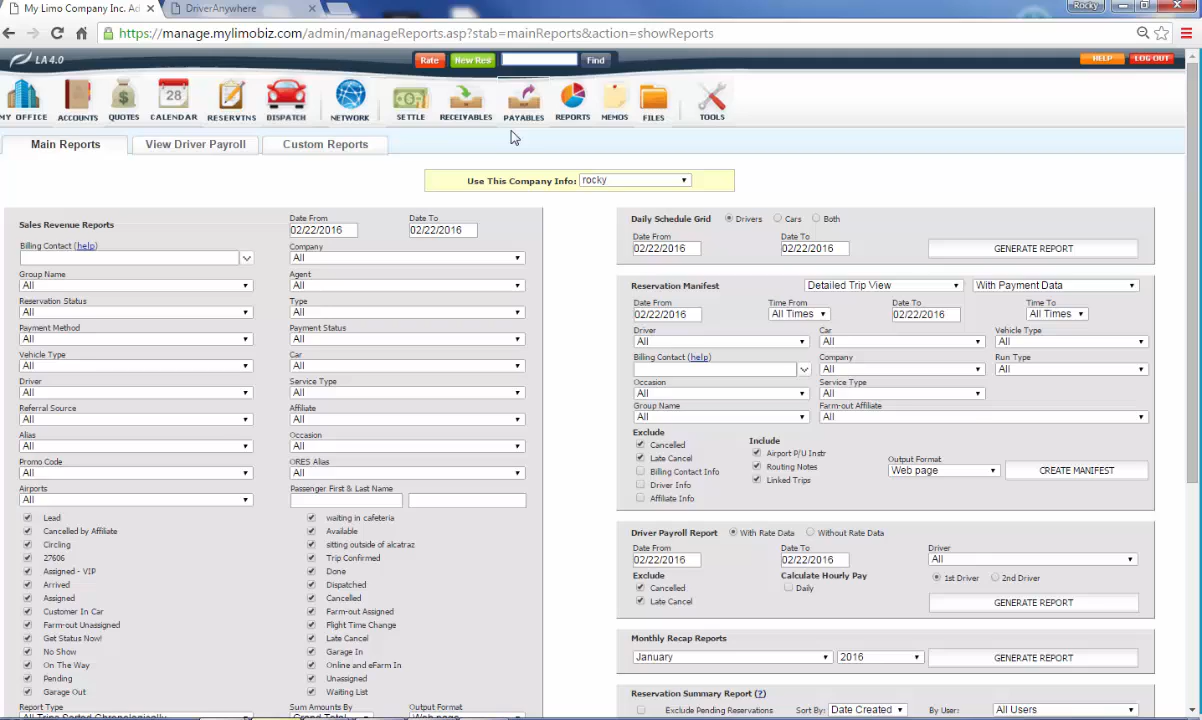 My Limo Company Inc. Ad
DriverAnywhere
Rocky
https://manage.mylimobiz.com/admin/manageReports.asp?stab=mainReports&action=showReports
LA 4.0
Rate
New Res
Find
HELP
LOG OUT
MY OFFICE
ACCOUNTS
QUOTES
28
CALENDAR
RESERVTNS
DISPATCH
NETWORK
SETTLE
RECEIVABLES
PAYABLES
REPORTS
MEMOS
FILES
TOOLS
Main Reports
View Driver Payroll
Custom Reports
Use This Company Info: rocky
Sales Revenue Reports
Date From
Date To
02/22/2016
02/22/2016
Billing Contact (help)
Company
All
Group Name
Agent
All
All
Reservation Status
Type
All
All
Payment Method
Payment Status
All
All
Vehicle Type
Car
All
All
Driver
Service Type
All
All
Referral Source
Affiliate
All
All
Alias
Occasion
All
All
Promo Code
ORES Alias
All
All
Airports
Passenger First & Last Name
All
Lead
waiting in cafeteria
Cancelled by Affiliate
Available
Circling
sitting outside of alcatraz
27606
Trip Confirmed
Assigned - VIP
Done
Arrived
Dispatched
Assigned
Cancelled
Customer In Car
Farm-out Assigned
Farm-out Unassigned
Flight Time Change
Get Status Now!
Late Cancel
No Show
Garage In
On The Way
Online and eFarm In
Pending
Unassigned
Garage Out
Waiting List
Report Type
Sum Amounts By
Output Format
All Trips Sorted Chronologically
Grand Total
Web page
Daily Schedule Grid
Drivers
Cars
Both
Date From
Date To
02/22/2016
02/22/2016
GENERATE REPORT
Reservation Manifest
Detailed Trip View
With Payment Data
Date From
Time From
Date To
Time To
02/22/2016
All Times
02/22/2016
All Times
Driver
Car
Vehicle Type
All
All
All
Billing Contact (help)
Company
Run Type
All
All
Occasion
Service Type
All
All
Group Name
Farm-out Affiliate
All
All
Exclude
Include
Cancelled
Airport P/U Instr
Late Cancel
Routing Notes
Billing Contact Info
Linked Trips
Driver Info
Affiliate Info
Output Format
Web page
CREATE MANIFEST
Driver Payroll Report
With Rate Data
Without Rate Data
Date From
Date To
Driver
02/22/2016
02/22/2016
All
Exclude
Calculate Hourly Pay
1st Driver
2nd Driver
Cancelled
Daily
Late Cancel
GENERATE REPORT
Monthly Recap Reports
January
2016
GENERATE REPORT
Reservation Summary Report (?)
Exclude Pending Reservations
Sort By: Date Created
By User: All Users